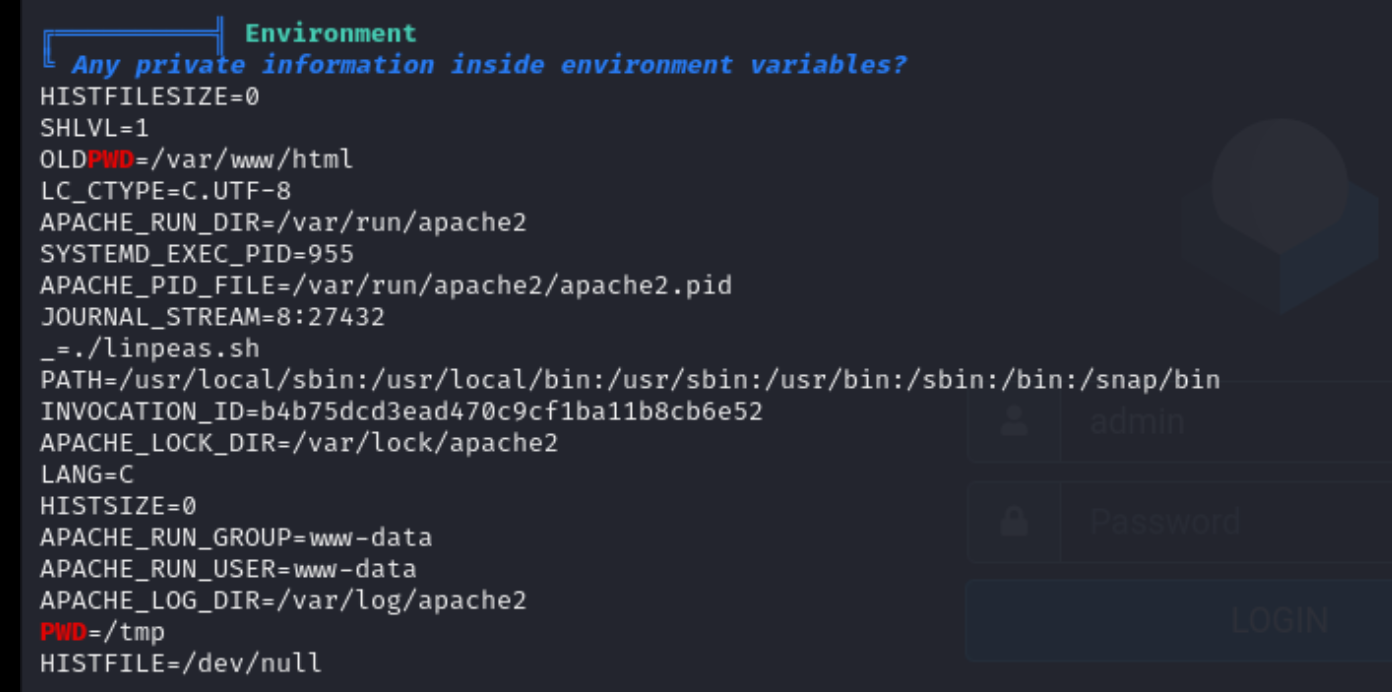 Environment
Any private information inside environment variables?
HISTFILESIZE=0
SHLVL=1
OLDPWD=/var/www/html
LC_CTYPE=C.UTF-8
APACHE_RUN_DIR=/var/run/apache2
SYSTEMD_EXEC_PID=955
APACHE_PID_FILE=/var/run/apache2/apache2.pid
JOURNAL_STREAM=8:27432
_=./linpeas.sh
PATH=/usr/local/sbin:/usr/local/bin:/usr/sbin:/usr/bin:/sbin:/bin:/snap/bin
INVOCATION_ID=b4b75dcd3ead470c9cf1ba11b8cb6e52
APACHE_LOCK_DIR=/var/lock/apache2
LANG=C
HISTSIZE=0
APACHE_RUN_GROUP=www-data
APACHE_RUN_USER=www-data
APACHE_LOG_DIR=/var/log/apache2
PWD=/tmp
HISTFILE=/dev/null
admin
Password
LOGIN